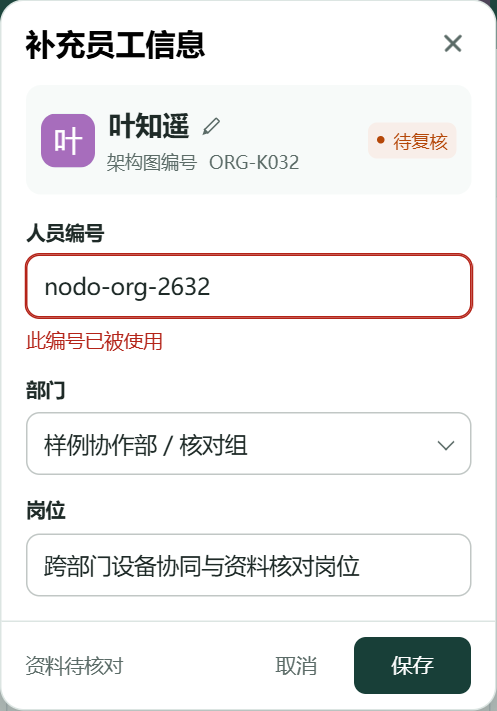 补充员工信息
叶
叶知遥
待复核
架构图编号 ORG-K032
人员编号
nodo-org-2632
此编号已被使用
部门
样例协作部 / 核对组
岗位
跨部门设备协同与资料核对岗位
资料待核对
取消
保存